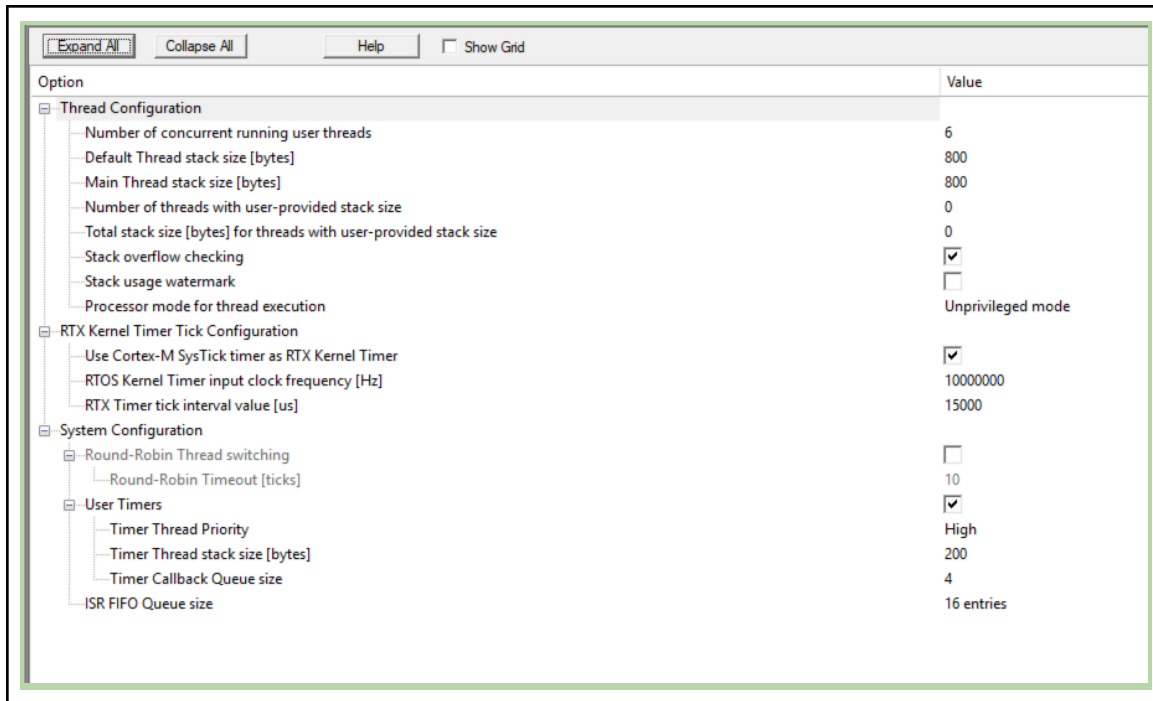 Expand All Collapse All Help Show Grid
Option Value
Thread Configuration
Number of concurrent running user threads 6
Default Thread stack size [bytes] 800
Main Thread stack size [bytes] 800
Number of threads with user-provided stack size 0
Total stack size [bytes] for threads with user-provided stack size 0
Stack overflow checking
Stack usage watermark
Processor mode for thread execution Unprivileged mode
RTX Kernel Timer Tick Configuration
Use Cortex-M SysTick timer as RTX Kernel Timer
RTOS Kernel Timer input clock frequency [Hz] 10000000
RTX Timer tick interval value [us] 15000
System Configuration
Round-Robin Thread switching
Round-Robin Timeout [ticks] 10
User Timers
Timer Thread Priority High
Timer Thread stack size [bytes] 200
Timer Callback Queue size 4
ISR FIFO Queue size 16 entries